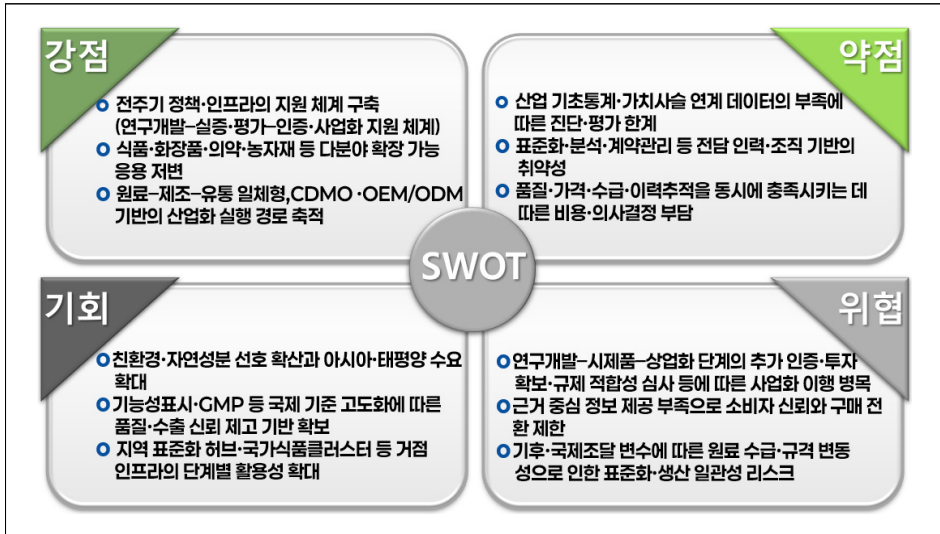 강점
전주기 정책·인프라의 지원 체계 구축
(연구개발–실증·평가–인증·사업화 지원 체계)
식품·화장품·의약·농자재 등 다분야 확장 가능
응용 저변
원료–제조–유통 일체형,CDMO·OEM/ODM
기반의 산업화 실행 경로 축적
약점
산업 기초통계·가치사슬 연계 데이터의 부족에
따른 진단·평가 한계
표준화·분석·계약관리 등 전담 인력·조직 기반의
취약성
품질·가격·수급·이력추적을 동시에 충족시키는 데
따른 비용·의사결정 부담
SWOT
기회
친환경·자연성분 선호 확산과 아시아·태평양 수요
확대
기능성표시·GMP 등 국제 기준 고도화에 따른
품질·수출 신뢰 제고 기반 확보
지역 표준화 허브·국가식품클러스터 등 거점
인프라의 단계별 활용성 확대
위협
연구개발–시제품–상업화 단계의 추가 인증·투자
확보·규제 적합성 심사 등에 따른 사업화 이행 병목
근거 중심 정보 제공 부족으로 소비자 신뢰와 구매 전
환 제한
기후·국제조달 변수에 따른 원료 수급·규격 변동
성으로 인한 표준화·생산 일관성 리스크